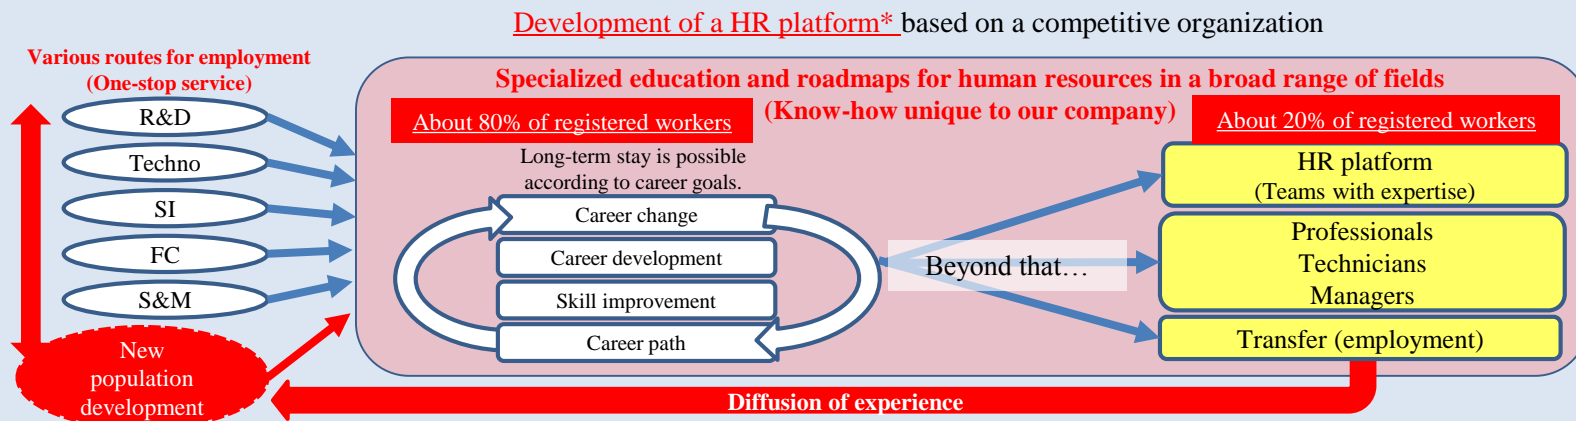 Development of a HR platform* based on a competitive organization
Various routes for employment
(One-stop service)
R&D
Techno
SI
FC
S&M
New
population
development
Specialized education and roadmaps for human resources in a broad range of fields
(Know-how unique to our company)
About 80% of registered workers
Long-term stay is possible
according to career goals.
Career change
Career development
Skill improvement
Career path
Beyond that…
About 20% of registered workers
HR platform
(Teams with expertise)
Professionals
Technicians
Managers
Transfer (employment)
Diffusion of experience